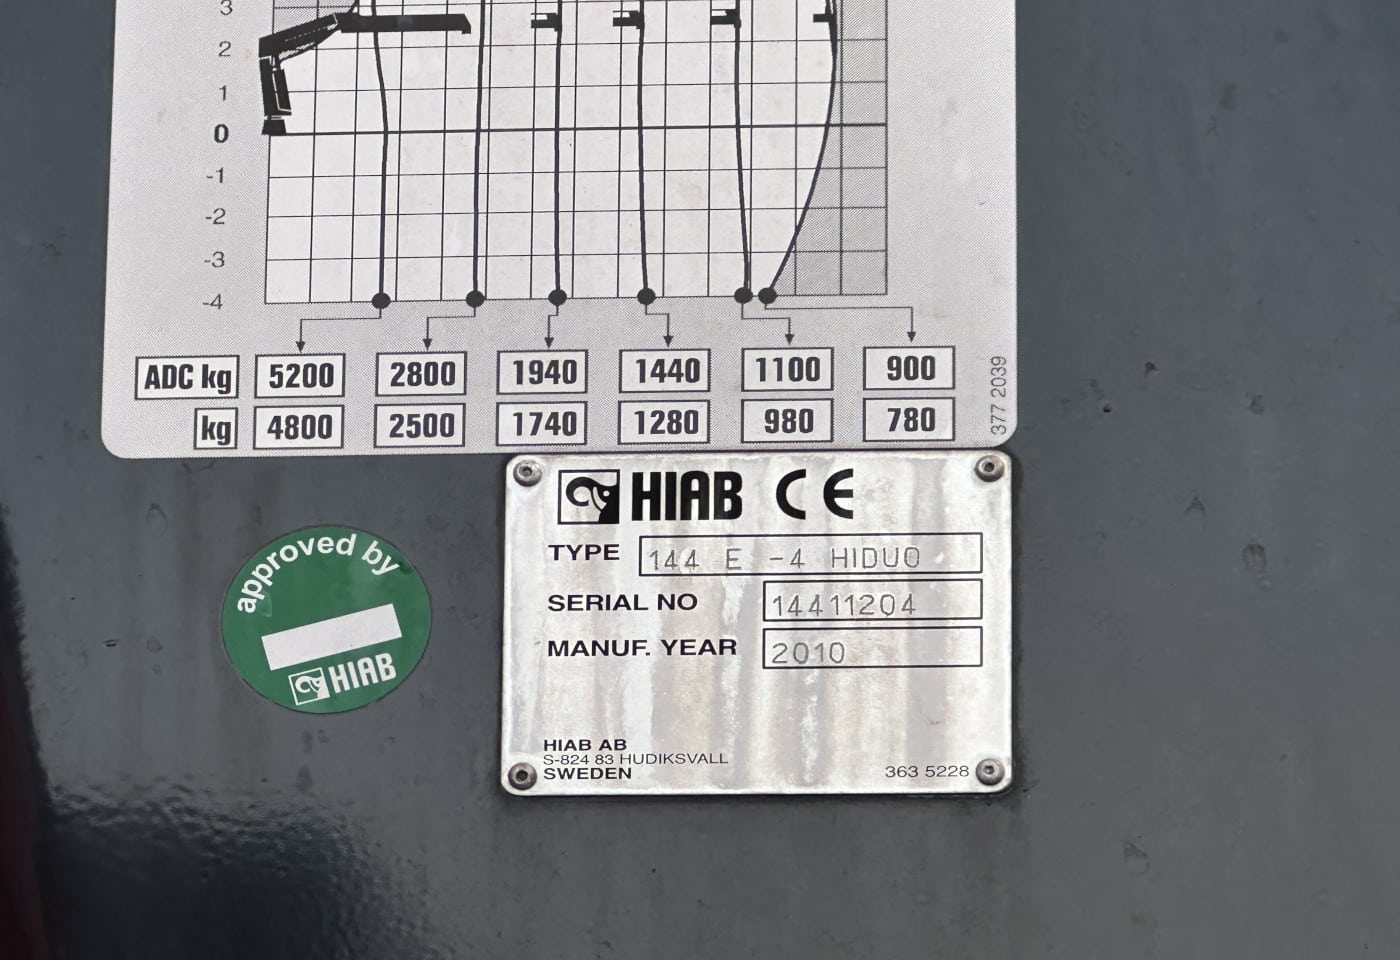 3
2
1
0
-1
-2
-3
-4
ADC kg 5200 2800 1940 1440 1100 900
kg 4800 2500 1740 1280 980 780
377 2039
HIAB CE
TYPE 144 E -4 HIDUO
SERIAL NO 14411204
MANUF. YEAR 2010
HIAB AB
S-824 83 HUDIKSVALL
SWEDEN
363 5228
approved by
HIAB